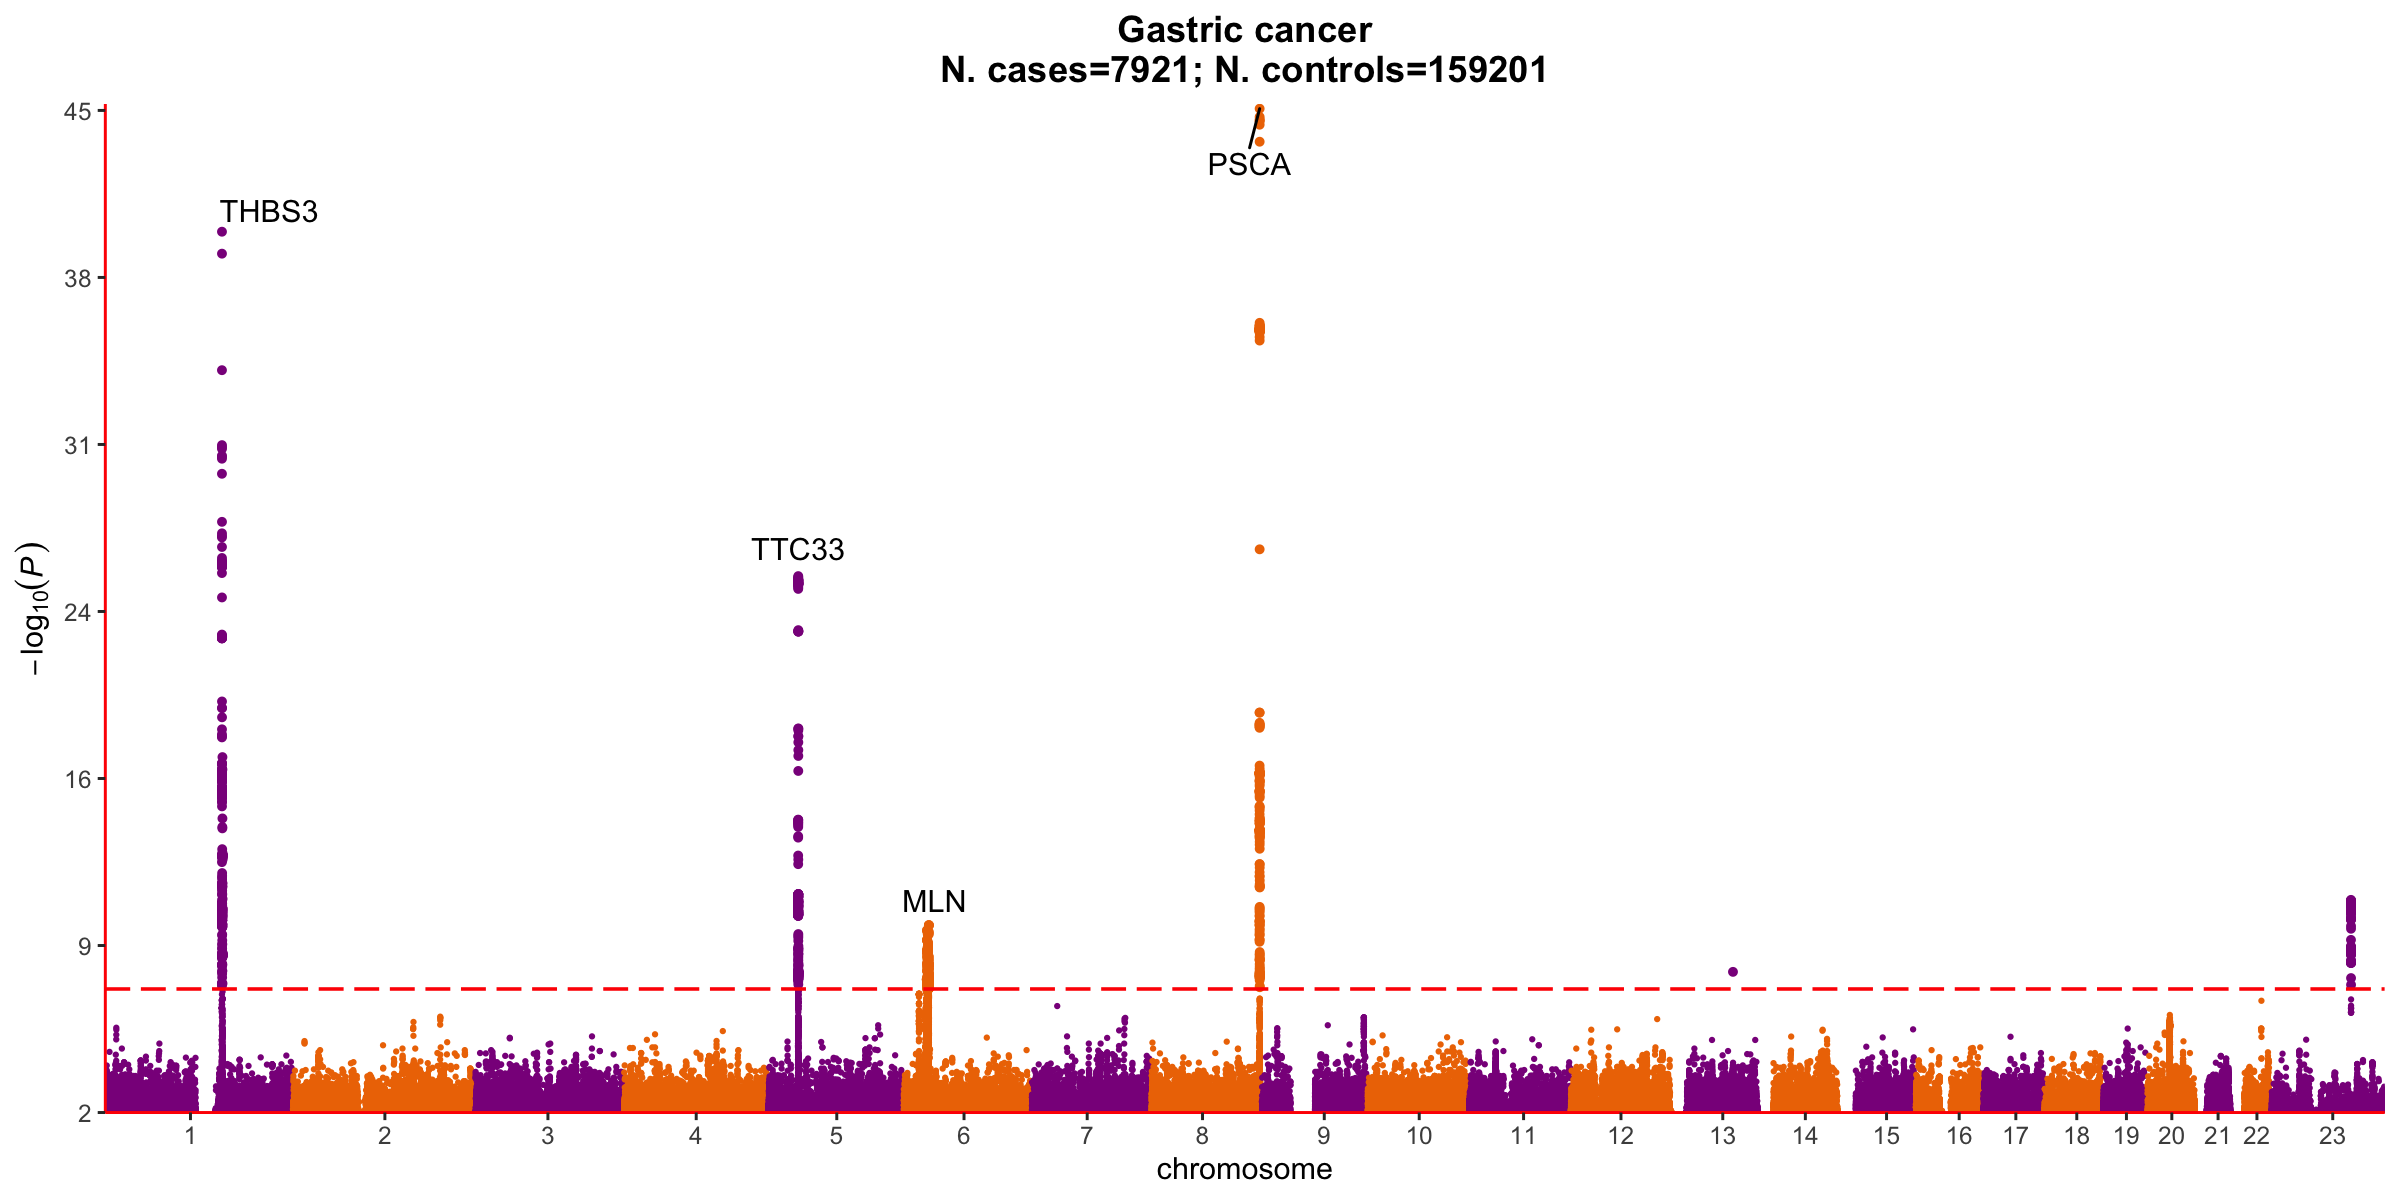 Gastric cancer
N. cases=7921; N. controls=159201
45
PSCA
THBS3
38
31
TTC33
−log10(P)
24
16
MLN
9
2
1 2 3 4 5 6 7 8 9 10 11 12 13 14 15 16 17 18 19 20 21 22 23
chromosome